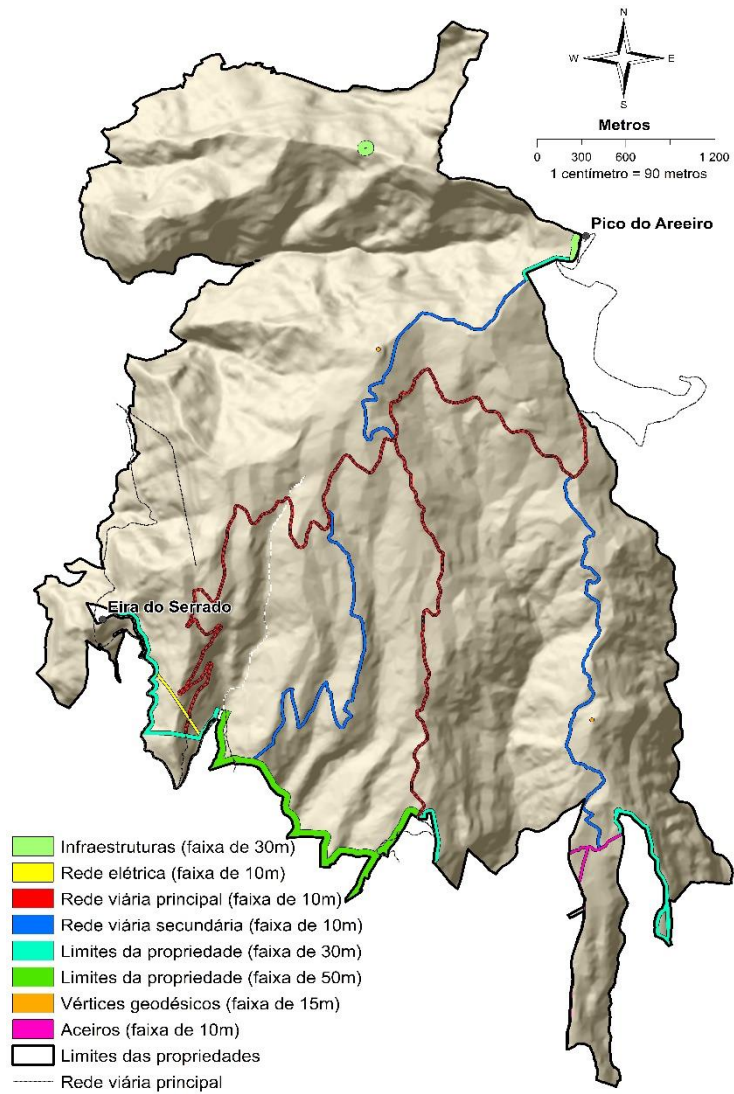 N
W E
S
Metros
0 300 600 1.200
1 centímetro = 90 metros
Pico do Areeiro
Eira do Serrado
Infraestruturas (faixa de 30m)
Rede elétrica (faixa de 10m)
Rede viária principal (faixa de 10m)
Rede viária secundária (faixa de 10m)
Limites da propriedade (faixa de 30m)
Limites da propriedade (faixa de 50m)
Vértices geodésicos (faixa de 15m)
Aceiros (faixa de 10m)
Limites das propriedades
Rede viária principal